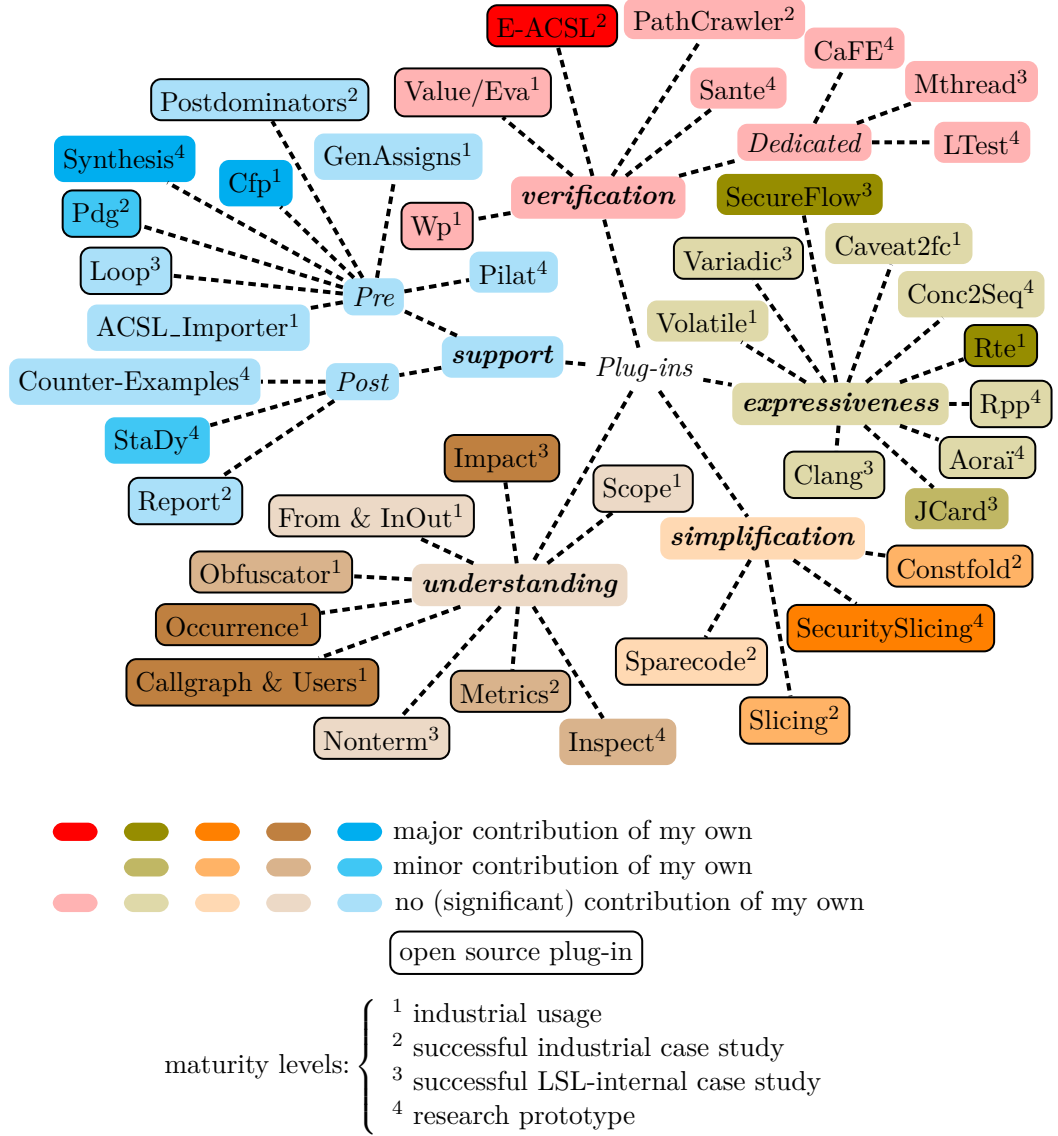 E-ACSL²
PathCrawler²
CaFE⁴
Value/Eva¹
Sante⁴
Mthread³
Postdominators²
Dedicated
LTest⁴
Synthesis⁴
GenAssigns¹
Cfp¹
verification
SecureFlow³
Pdg²
Wp¹
Variadic³
Caveat2fc¹
Loop³
Pilat⁴
Pre
Conc2Seq⁴
ACSL_Importer¹
Volatile¹
Rte¹
support
Plug-ins
Counter-Examples⁴
Post
expressiveness
Rpp⁴
StaDy⁴
Impact³
Aoraï⁴
Clang³
Report²
Scope¹
From & InOut¹
JCard³
simplification
Obfuscator¹
understanding
Constfold²
Occurrence¹
SecuritySlicing⁴
Sparecode²
Callgraph & Users¹
Metrics²
Slicing²
Nonterm³
Inspect⁴
major contribution of my own
minor contribution of my own
no (significant) contribution of my own
open source plug-in
maturity levels:
¹ industrial usage
² successful industrial case study
³ successful LSL-internal case study
⁴ research prototype